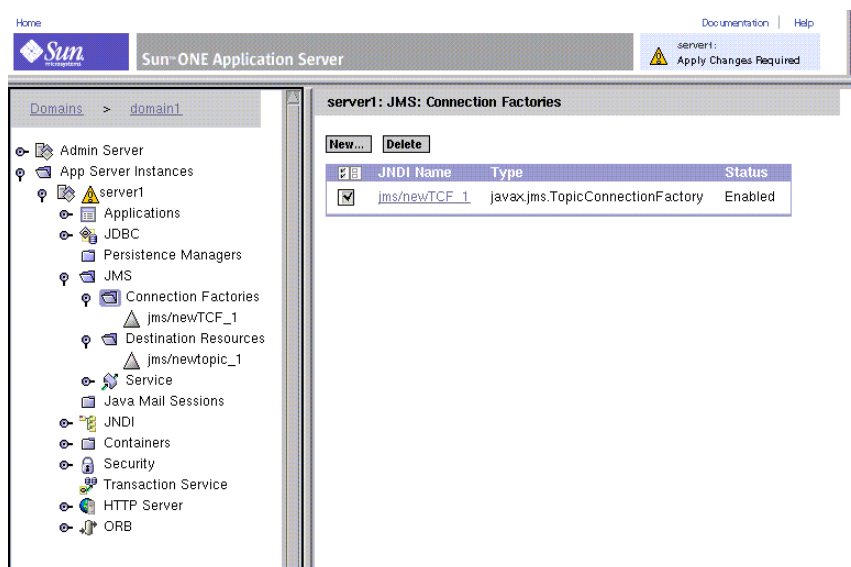 Home
Documentation | Help
Sun
microsystems
Sun™ ONE Application Server
server1:
Apply Changes Required
Domains > domain1
server1: JMS: Connection Factories
New... Delete
JNDI Name Type Status
jms/newTCF_1 javax.jms.TopicConnectionFactory Enabled
Admin Server
App Server Instances
server1
Applications
JDBC
Persistence Managers
JMS
Connection Factories
jms/newTCF_1
Destination Resources
jms/newtopic_1
Service
Java Mail Sessions
JNDI
Containers
Security
Transaction Service
HTTP Server
ORB